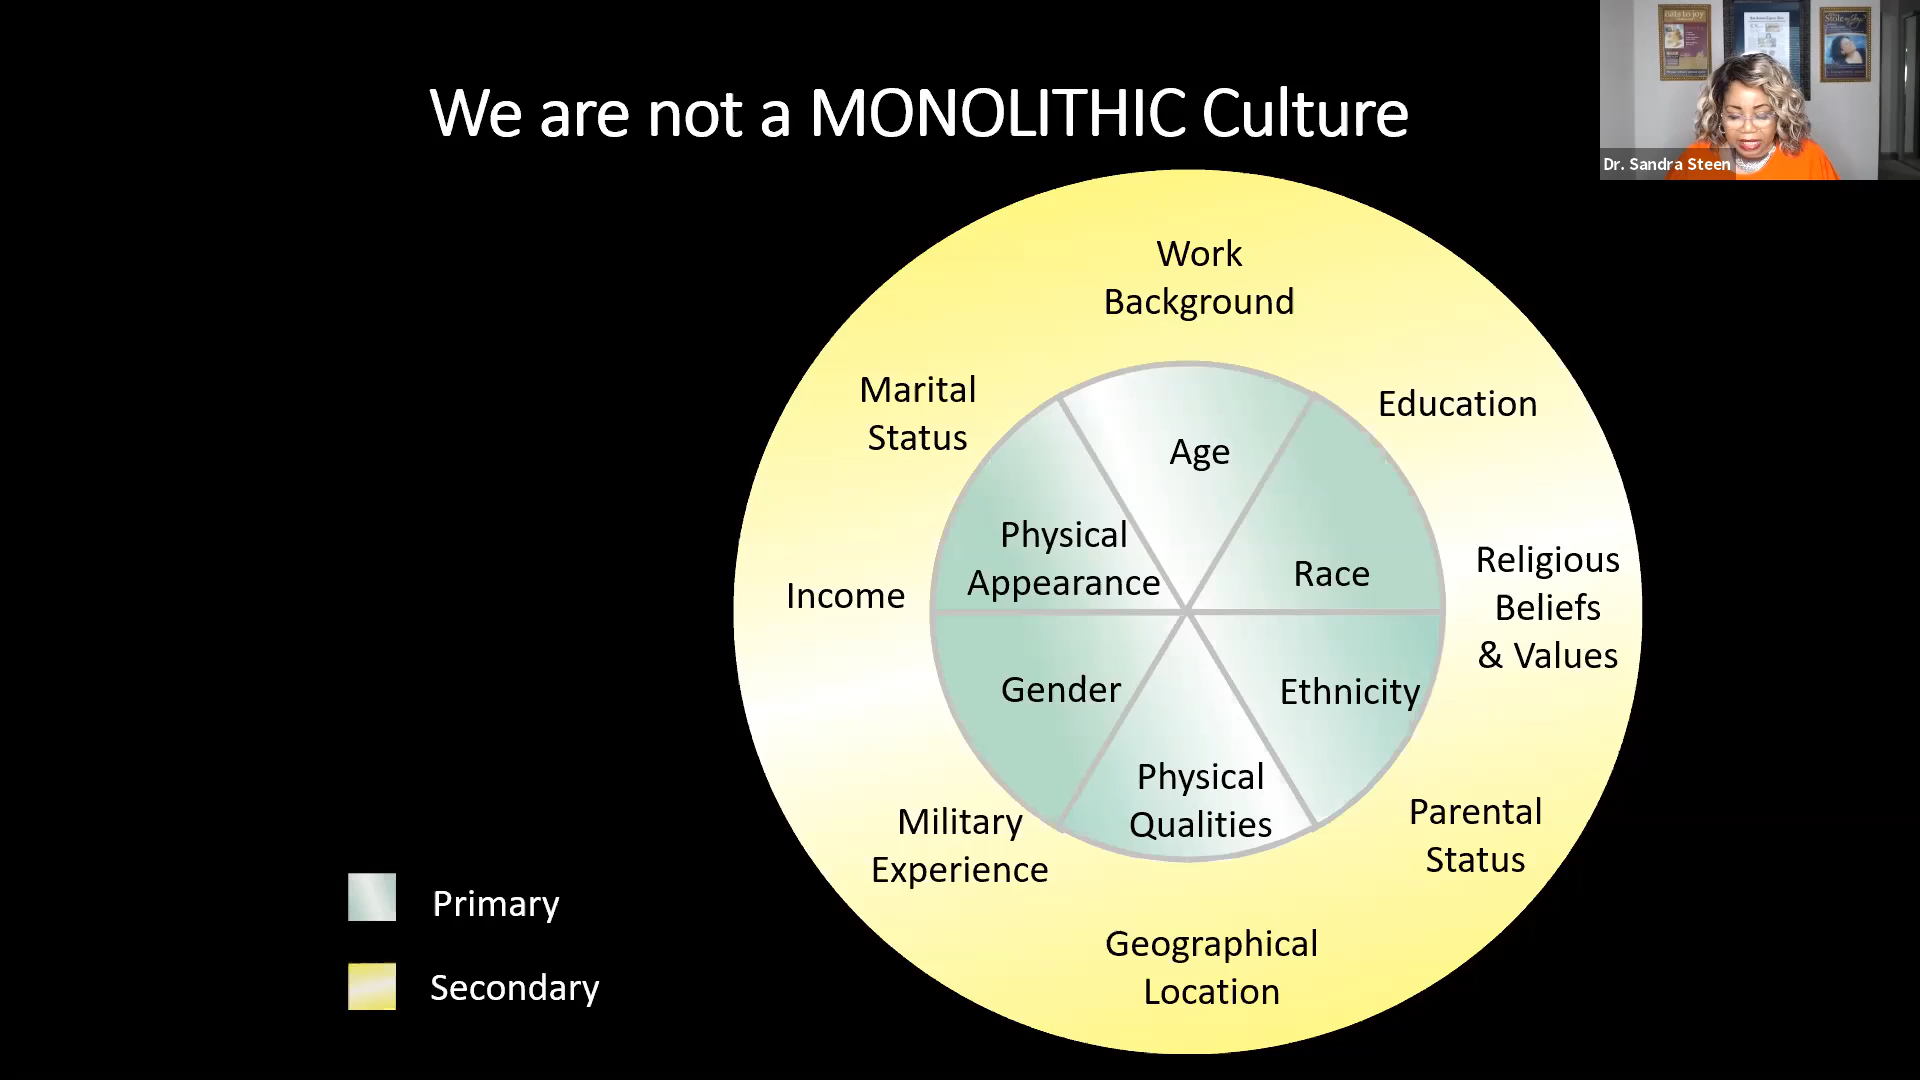 We are not a MONOLITHIC Culture
Dr. Sandra Steen
Work
Background
Marital
Status
Education
Age
Physical
Appearance
Race
Income
Religious
Beliefs
& Values
Gender
Ethnicity
Physical
Qualities
Military
Experience
Parental
Status
Geographical
Location
Primary
Secondary